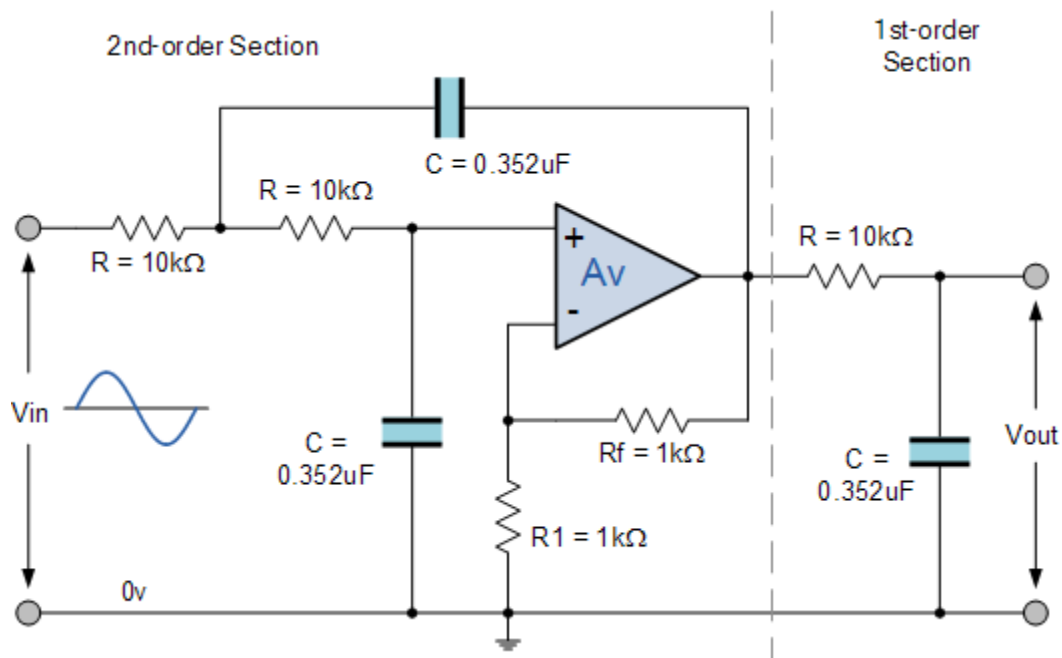 2nd-order Section
1st-order
Section
C = 0.352uF
R = 10kΩ
R = 10kΩ
R = 10kΩ
+
Av
-
Vin
C =
0.352uF
Rf = 1kΩ
C =
0.352uF
Vout
R1 = 1kΩ
0v